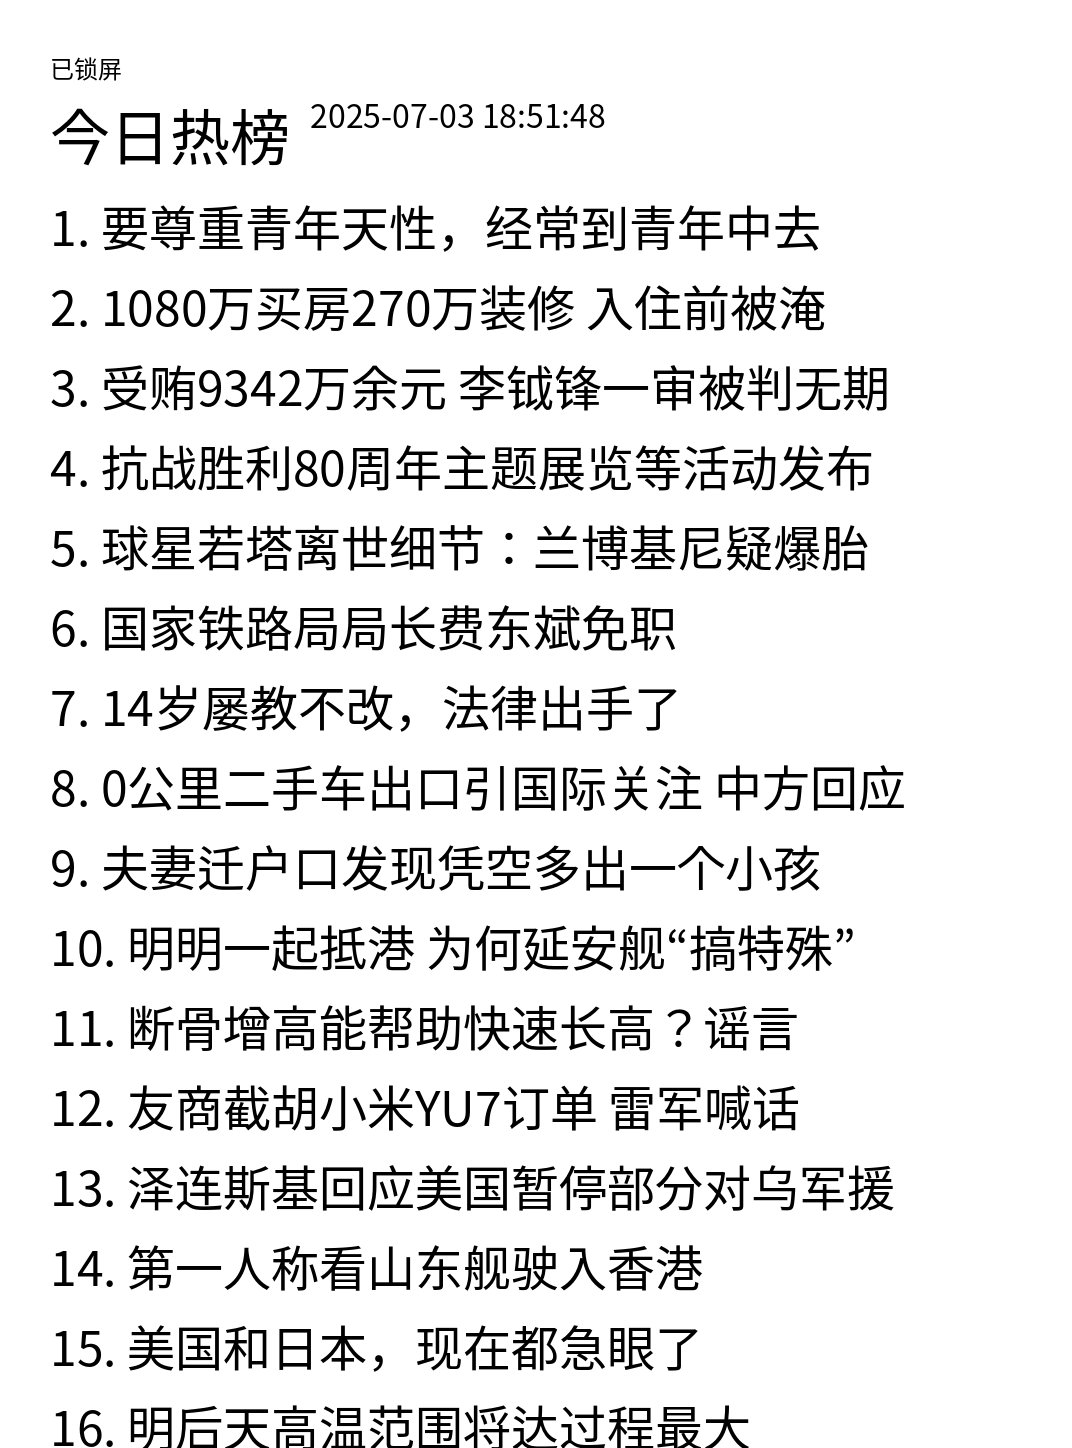 已锁屏
今日热榜 2025-07-03 18:51:48
1. 要尊重青年天性，经常到青年中去
2. 1080万买房270万装修 入住前被淹
3. 受贿9342万余元 李钺锋一审被判无期
4. 抗战胜利80周年主题展览等活动发布
5. 球星若塔离世细节：兰博基尼疑爆胎
6. 国家铁路局局长费东斌免职
7. 14岁屡教不改，法律出手了
8. 0公里二手车出口引国际关注 中方回应
9. 夫妻迁户口发现凭空多出一个小孩
10. 明明一起抵港 为何延安舰“搞特殊”
11. 断骨增高能帮助快速长高？谣言
12. 友商截胡小米YU7订单 雷军喊话
13. 泽连斯基回应美国暂停部分对乌军援
14. 第一人称看山东舰驶入香港
15. 美国和日本，现在都急眼了
16. 明后天高温范围将达过程最大